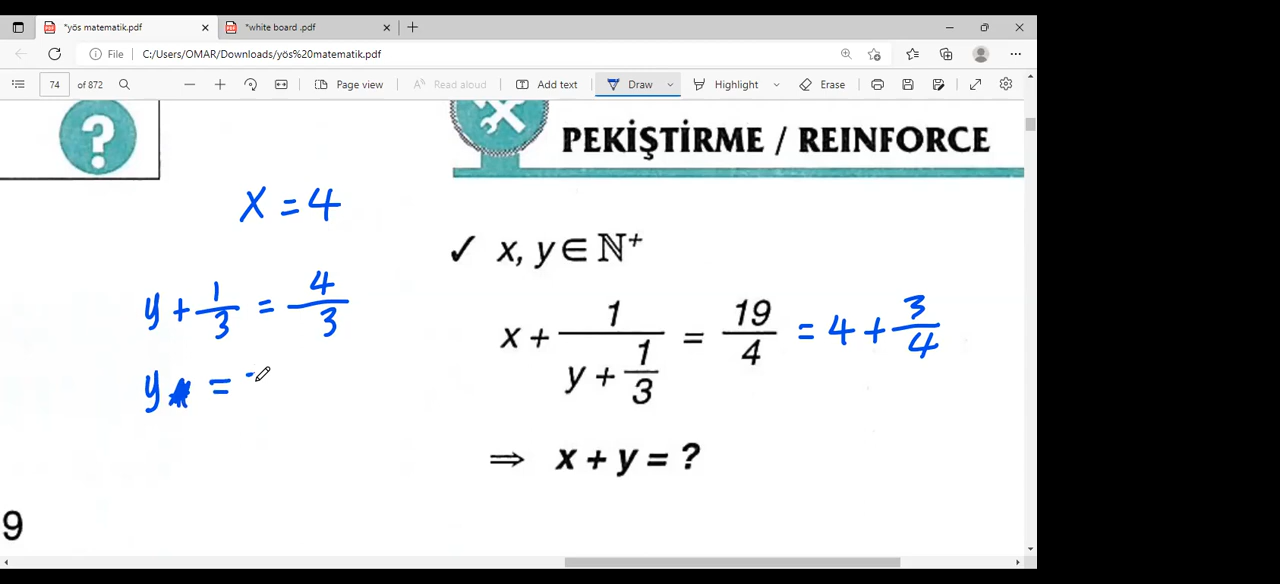 *yös matematik.pdf
*white board .pdf
File
C:/Users/OMAR/Downloads/yös%20matematik.pdf
74 of 872
Page view
Read aloud
Add text
Draw
Highlight
Erase
?
PEKİŞTİRME / REINFORCE
x = 4
✓ x, y ∈ ℕ⁺
y + 1/3 = 4/3
x + 1/(y + 1/3) = 19/4 = 4 + 3/4
y =
⇒ x + y = ?
9